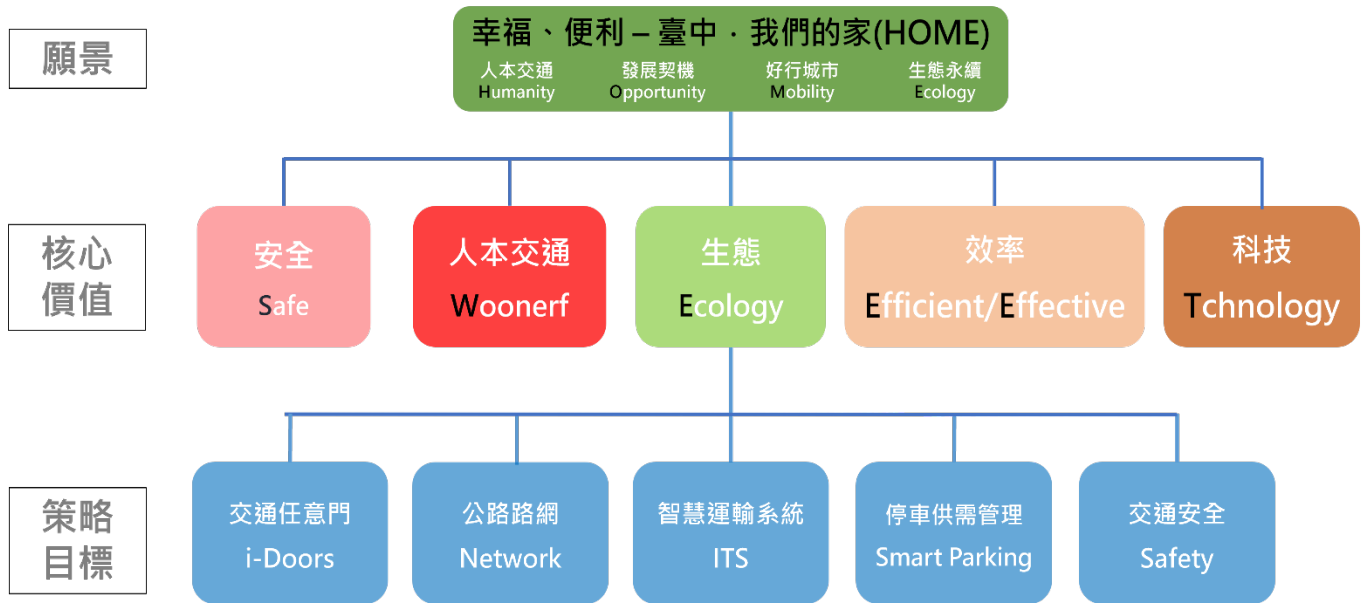 願景
幸福、便利 – 臺中．我們的家(HOME)
人本交通 發展契機 好行城市 生態永續
Humanity Opportunity Mobility Ecology
核心
價值
安全
Safe
人本交通
Woonerf
生態
Ecology
效率
Efficient/Effective
科技
Tchnology
策略
目標
交通任意門
i-Doors
公路路網
Network
智慧運輸系統
ITS
停車供需管理
Smart Parking
交通安全
Safety